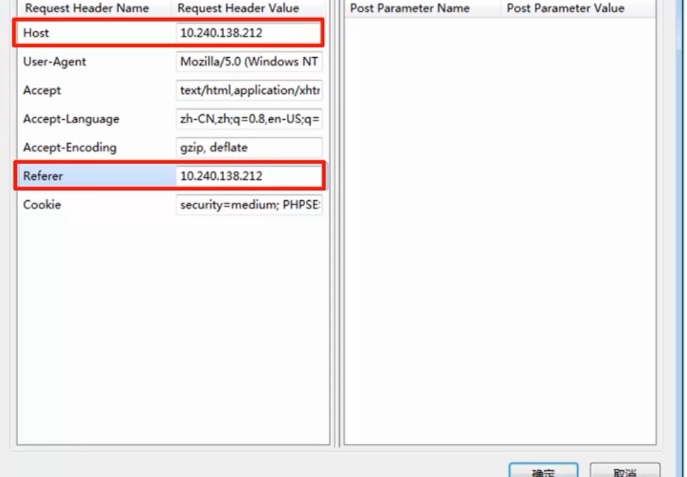 Request Header Name Request Header Value Post Parameter Name Post Parameter Value
Host 10.240.138.212
User-Agent Mozilla/5.0 (Windows NT
Accept text/html,application/xhtr
Accept-Language zh-CN,zh;q=0.8,en-US;q=
Accept-Encoding gzip, deflate
Referer 10.240.138.212
Cookie security=medium; PHPSE
确定 取消